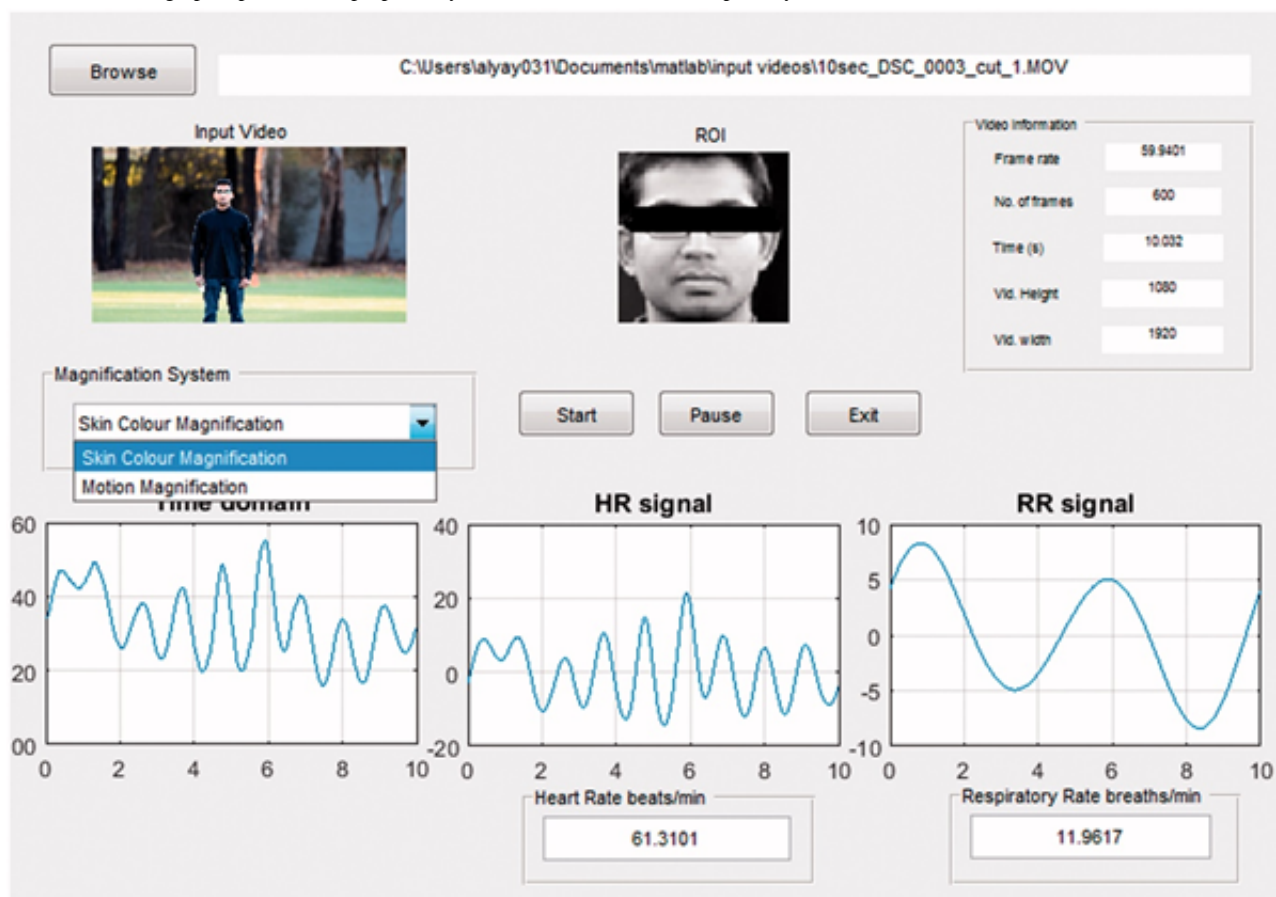 Browse
C:\Users\alyay031\Documents\matlab\input videos\10sec_DSC_0003_cut_1.MOV
Input Video
ROI
Video Information
Frame rate 59.9401
No. of frames 600
Time (s) 10.032
Vid. Height 1080
Vid. width 1920
Magnification System
Skin Colour Magnification
Skin Colour Magnification
Motion Magnification
Start Pause Exit
Time domain
HR signal
RR signal
60
40
20
00
0 2 4 6 8 10
40
20
0
-20
0 2 4 6 8 10
10
5
0
-5
-10
0 2 4 6 8 10
Heart Rate beats/min
61.3101
Respiratory Rate breaths/min
11.9617